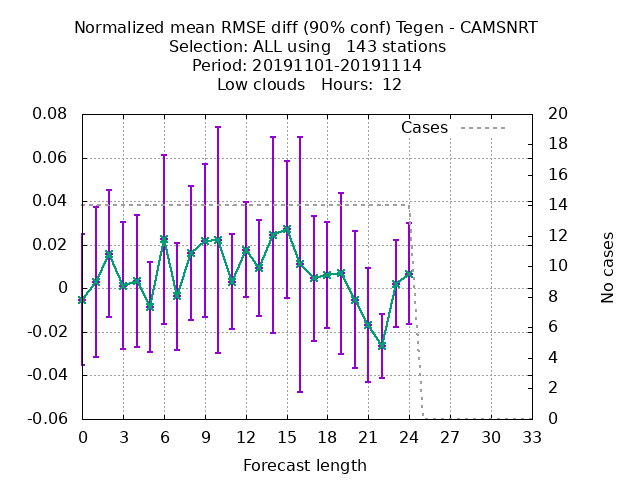 Normalized mean RMSE diff (90% conf) Tegen - CAMSNRT
Selection: ALL using   143 stations
Period: 20191101-20191114
Low clouds   Hours:  12
Cases
0.08
0.06
0.04
0.02
0
-0.02
-0.04
-0.06
20
18
16
14
12
10
8
6
4
2
0
No cases
0 3 6 9 12 15 18 21 24 27 30 33
Forecast length